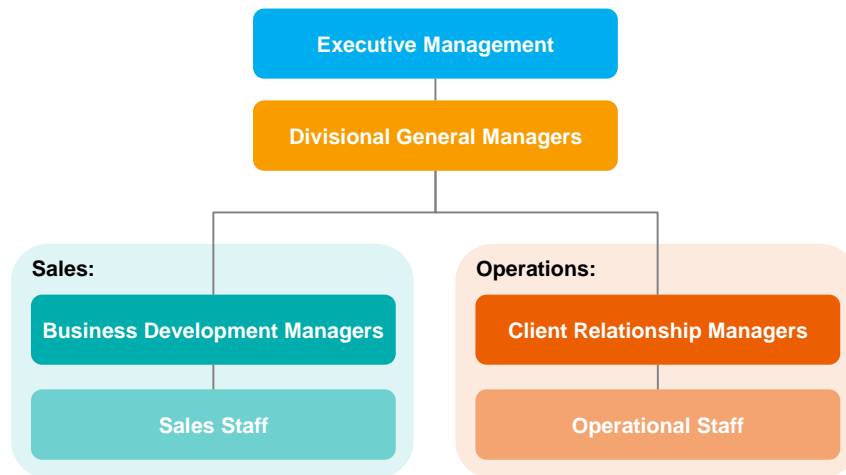 Executive Management
Divisional General Managers
Sales:
Business Development Managers
Sales Staff
Operations:
Client Relationship Managers
Operational Staff